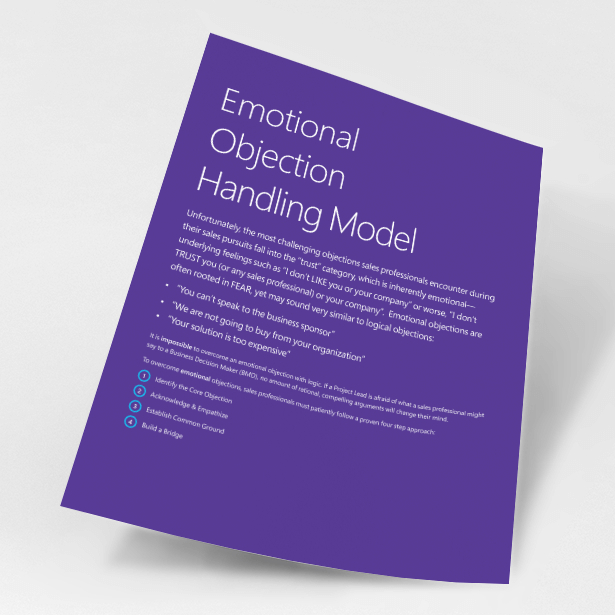 Emotional
Objection
Handling Model
Unfortunately, the most challenging objections sales professionals encounter during
their sales pursuits fall into the "trust" category, which is inherently emotional—
underlying feelings such as "I don't LIKE you or your company" or worse, "I don't
TRUST you (or any sales professional) or your company". Emotional objections are
often rooted in FEAR, yet may sound very similar to logical objections:
• "You can't speak to the business sponsor"
• "We are not going to buy from your organization"
• "Your solution is too expensive"
It is impossible to overcome an emotional objection with logic. If a Project Lead is afraid of what a sales professional might
say to a Business Decision Maker (BMD), no amount of rational, compelling arguments will change their mind.
To overcome emotional objections, sales professionals must patiently follow a proven four step approach:
1 Identify the Core Objection
2 Acknowledge & Empathize
3 Establish Common Ground
4 Build a Bridge